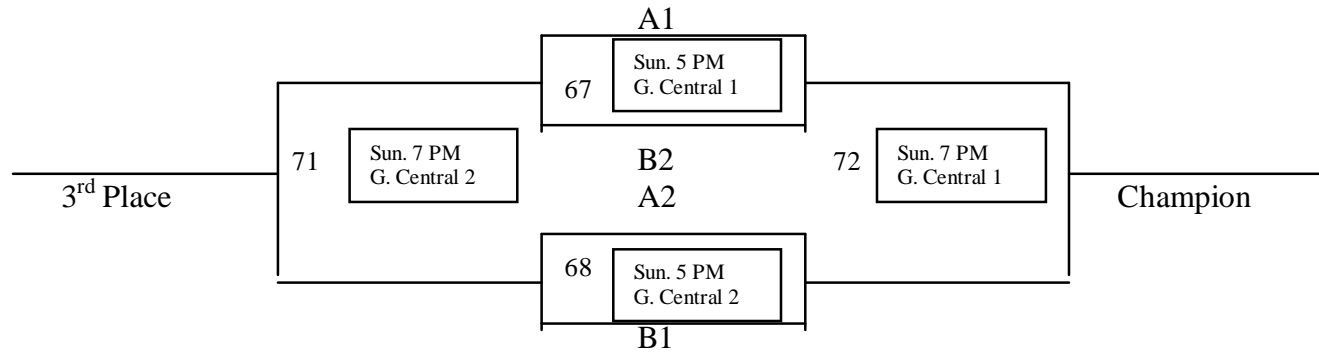 A1
Sun. 5 PM
67
G. Central 1
71
Sun. 7 PM
G. Central 2
B2
72
Sun. 7 PM
G. Central 1
3rd Place
A2
Champion
68
Sun. 5 PM
G. Central 2
B1